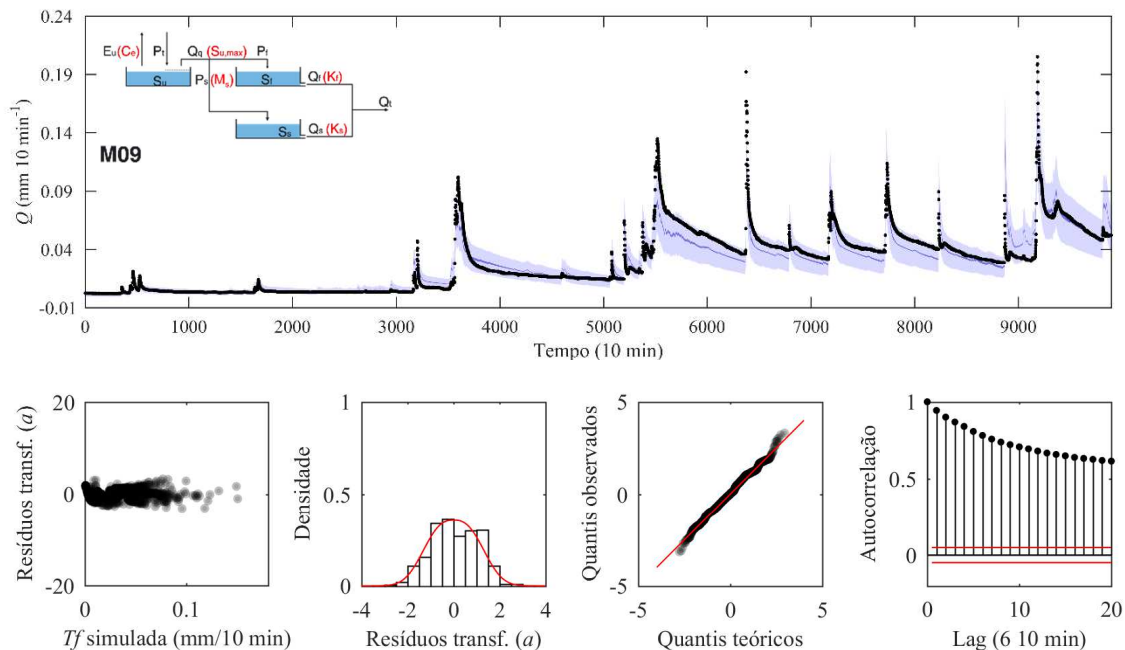 0.24
0.19
0.14
0.09
0.04
-0.01
Q (mm 10 min⁻¹)
Eu(Ce) Pt Qq (Su,max) Pf
Su Ps(Ms) Sf Qf (Kf)
Qt
Ss Qs (Ks)
M09
0 1000 2000 3000 4000 5000 6000 7000 8000 9000
Tempo (10 min)
20
0
-20
Resíduos transf. (a)
0 0.1
Tf simulada (mm/10 min)
1
0.5
0
Densidade
-4 -2 0 2 4
Resíduos transf. (a)
5
0
-5
Quantis observados
-5 0 5
Quantis teóricos
1
0.5
0
Autocorrelação
0 10 20
Lag (6 10 min)